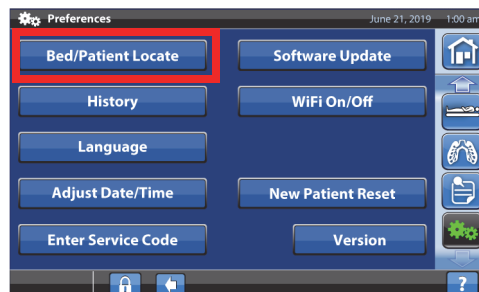 Preferences
June 21, 2019 1:00 am
Bed/Patient Locate
Software Update
History
WiFi On/Off
Language
Adjust Date/Time
New Patient Reset
Enter Service Code
Version
?